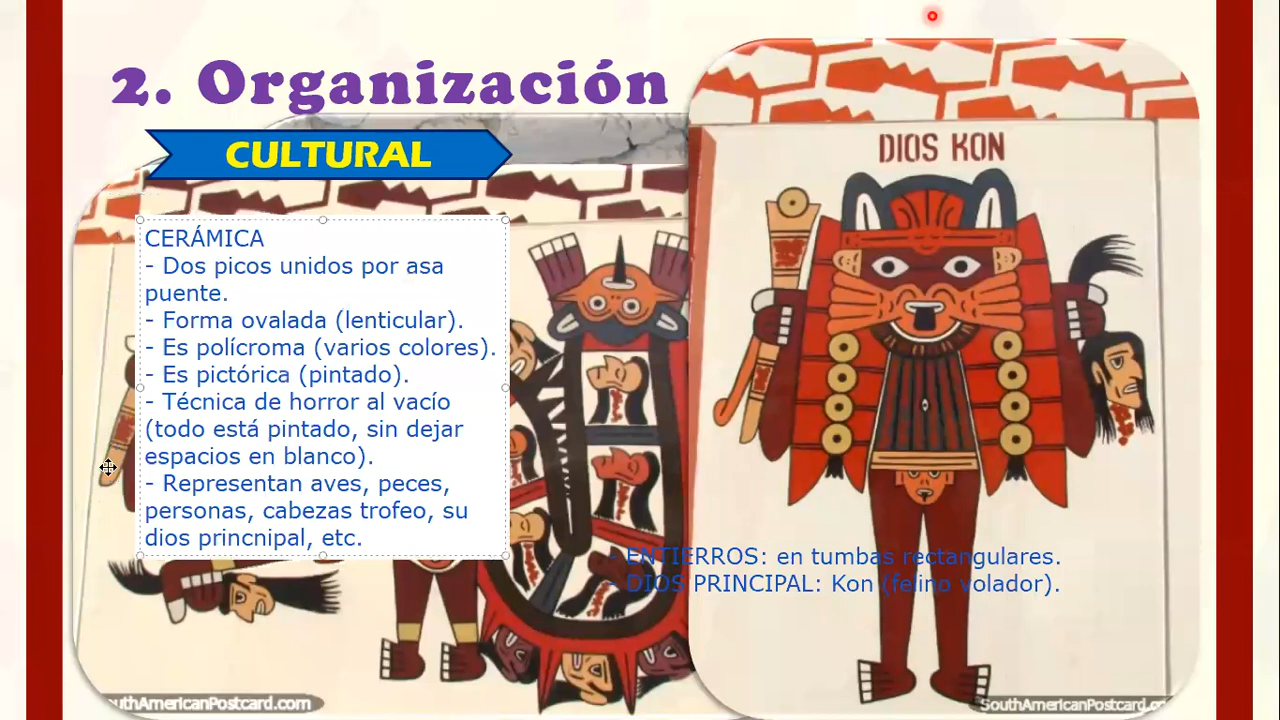 2. Organización
CULTURAL
DIOS KON
CERÁMICA
- Dos picos unidos por asa
puente.
- Forma ovalada (lenticular).
- Es polícroma (varios colores).
- Es pictórica (pintado).
- Técnica de horror al vacío
(todo está pintado, sin dejar
espacios en blanco).
- Representan aves, peces,
personas, cabezas trofeo, su
dios princnipal, etc.
- ENTIERROS: en tumbas rectangulares.
- DIOS PRINCIPAL: Kon (felino volador).
outhAmericanPostcard.com
SouthAmericanPostcard.co